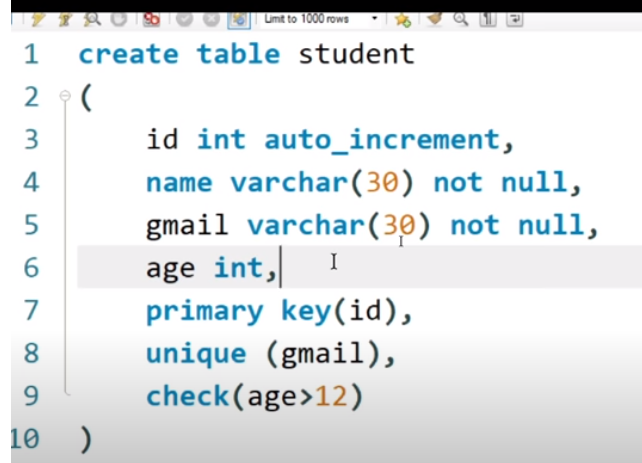 Limit to 1000 rows
1 create table student
2 (
3 id int auto_increment,
4 name varchar(30) not null,
5 gmail varchar(30) not null,
6 age int,
7 primary key(id),
8 unique (gmail),
9 check(age>12)
10 )